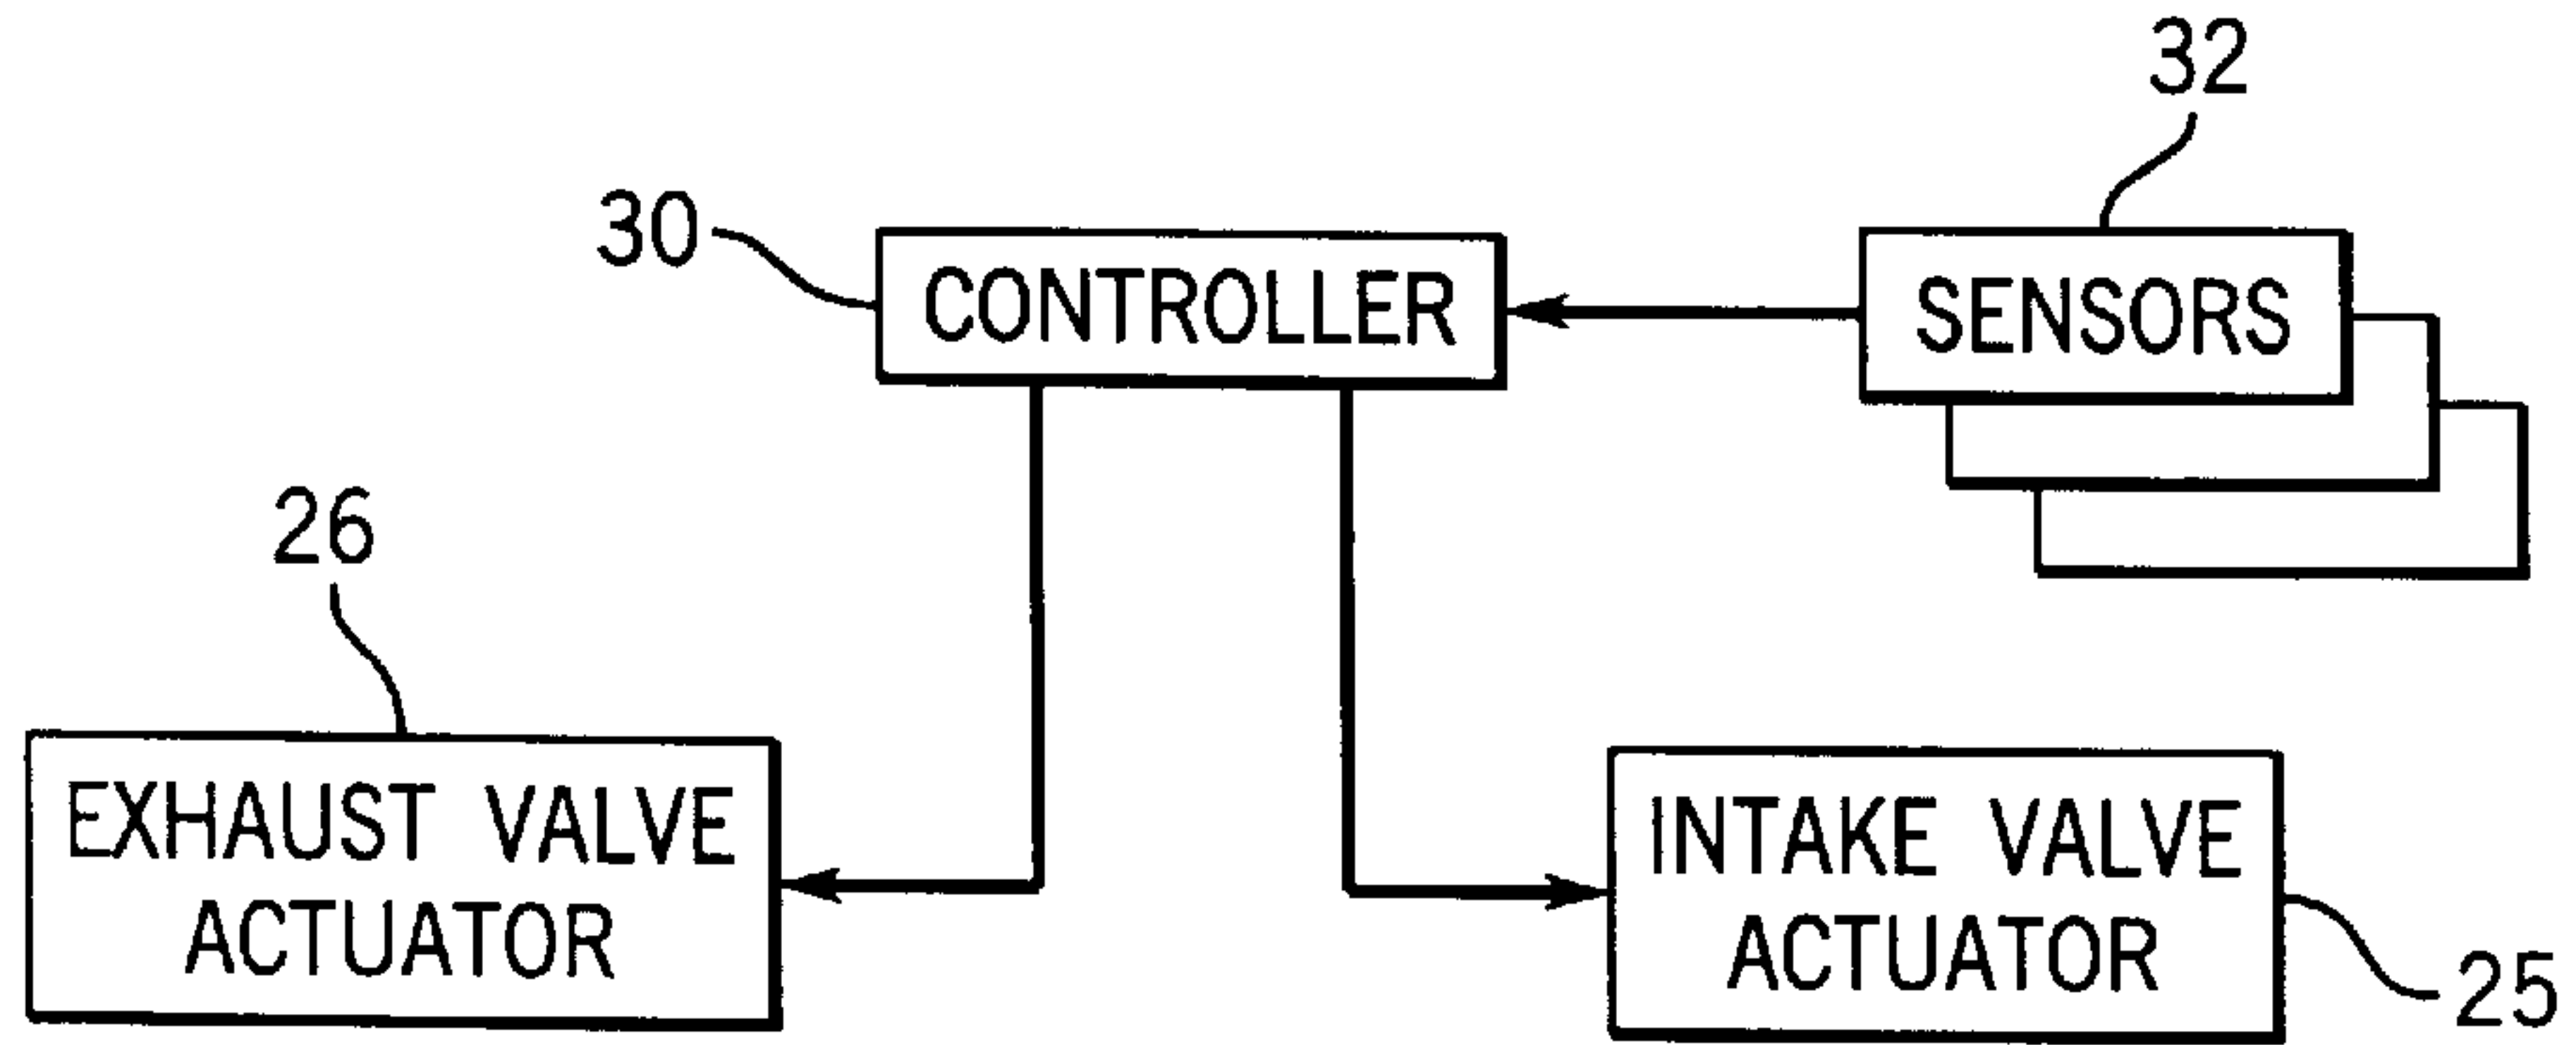 32
30
CONTROLLER
SENSORS
26
EXHAUST VALVE
ACTUATOR
INTAKE VALVE
ACTUATOR
25